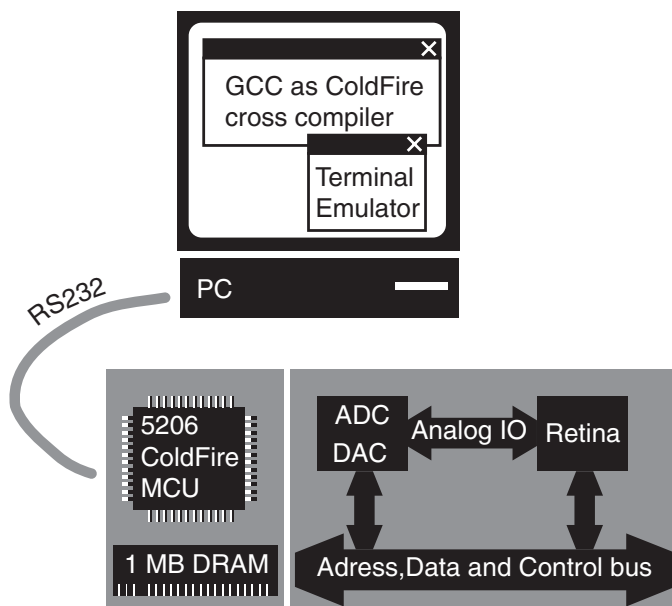 GCC as ColdFire
cross compiler
Terminal
Emulator
PC
RS232
5206
ColdFire
MCU
1 MB DRAM
ADC
DAC
Analog IO
Retina
Adress,Data and Control bus